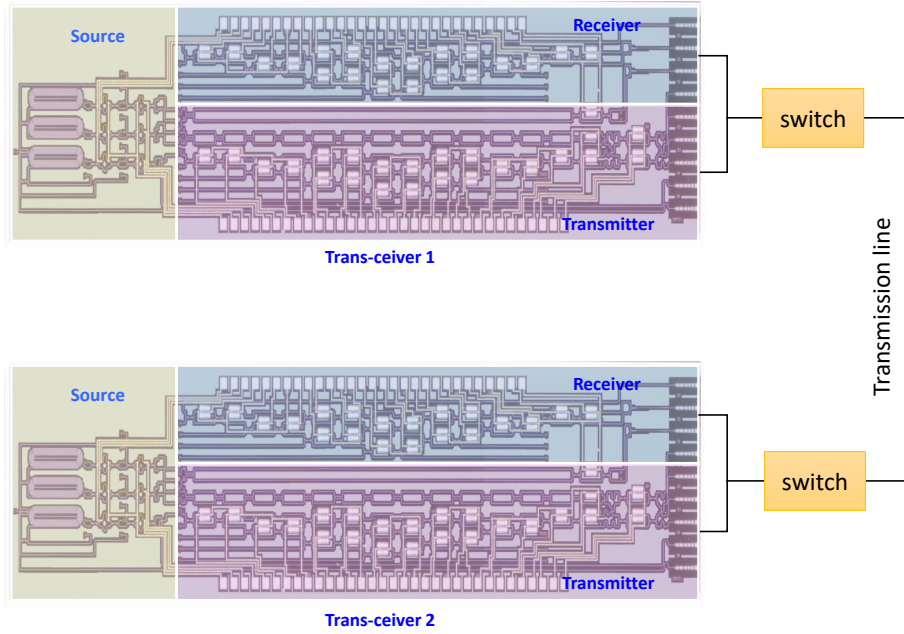 Source
Receiver
switch
Transmitter
Trans-ceiver 1
Transmission line
Source
Receiver
switch
Transmitter
Trans-ceiver 2